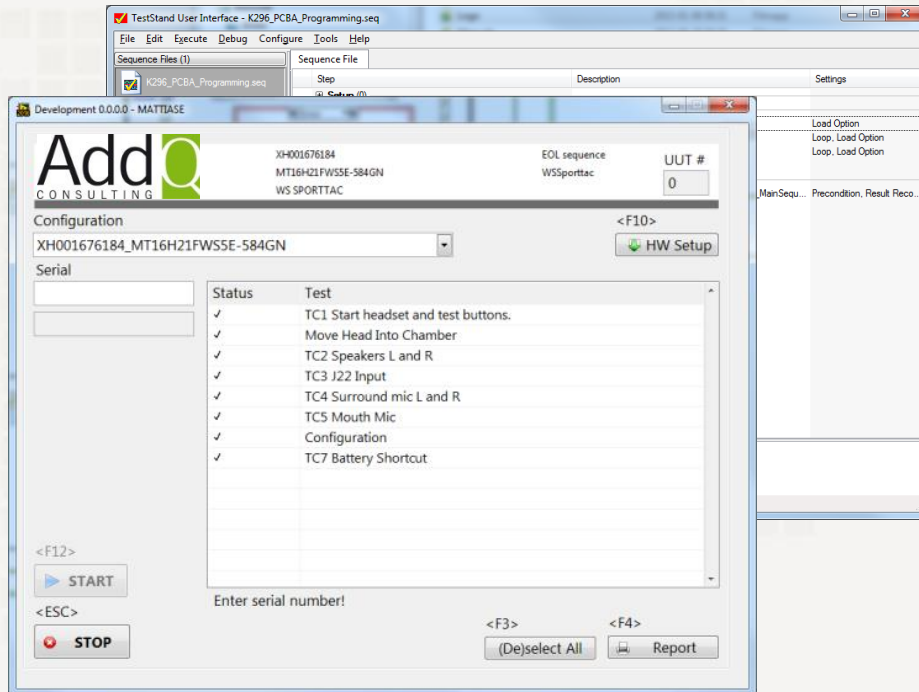 TestStand User Interface - K296_PCBA_Programming.seq
File Edit Execute Debug Configure Tools Help
Sequence Files (1)
Sequence File
K296_PCBA_Programming.seq
Step Description Settings
Setup (0)
Load Option
Loop, Load Option
Loop, Load Option
_MainSequ... Precondition, Result Reco...
Development 0.0.0.0 - MATTIASE
AddQ
CONSULTING
XH001676184
MT16H21FWS5E-584GN
WS SPORTTAC
EOL sequence
WSSporttac
UUT #
0
Configuration
<F10>
XH001676184_MT16H21FWS5E-584GN
HW Setup
Serial
Status Test
✓ TC1 Start headset and test buttons.
✓ Move Head Into Chamber
✓ TC2 Speakers L and R
✓ TC3 J22 Input
✓ TC4 Surround mic L and R
✓ TC5 Mouth Mic
✓ Configuration
✓ TC7 Battery Shortcut
<F12>
START
Enter serial number!
<ESC>
STOP
<F3>
(De)select All
<F4>
Report